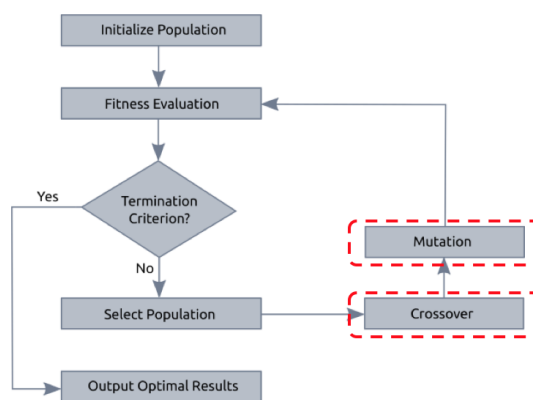 Initialize Population
Fitness Evaluation
Yes
Termination
Criterion?
Mutation
No
Select Population
Crossover
Output Optimal Results